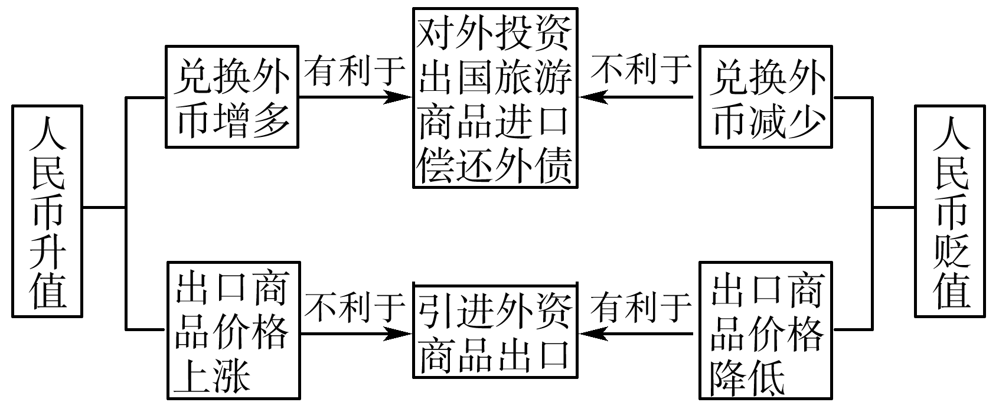 人民币升值
兑换外
币增多
有利于
对外投资
出国旅游
商品进口
偿还外债
不利于
兑换外
币减少
人民币贬值
出口商
品价格
上涨
不利于
引进外资
商品出口
有利于
出口商
品价格
降低